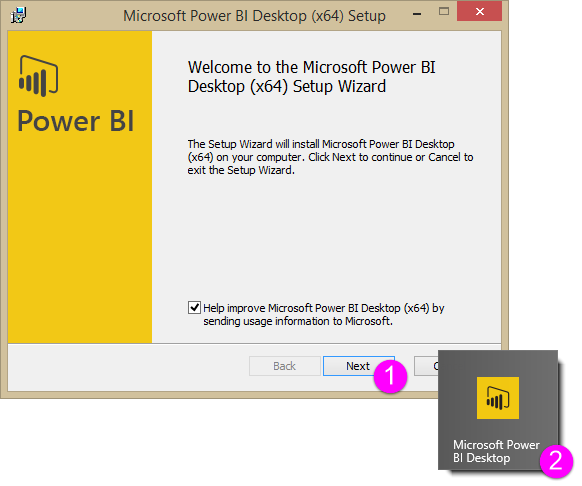 Microsoft Power BI Desktop (x64) Setup
Power BI
Welcome to the Microsoft Power BI
Desktop (x64) Setup Wizard
The Setup Wizard will install Microsoft Power BI Desktop
(x64) on your computer. Click Next to continue or Cancel to
exit the Setup Wizard.
Help improve Microsoft Power BI Desktop (x64) by
sending usage information to Microsoft.
Back
Next
1
Microsoft Power
BI Desktop
2